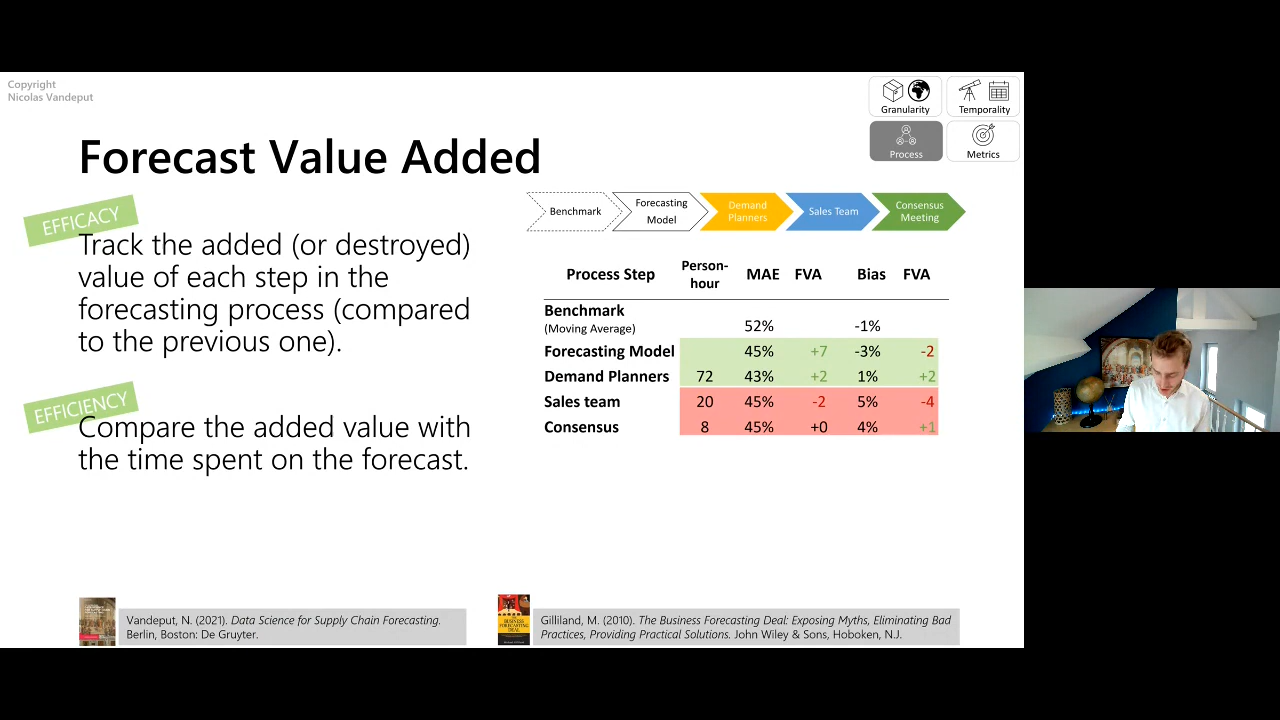 Copyright
Nicolas Vandeput
Granularity
Temporality
Process
Metrics
Forecast Value Added
EFFICACY
Track the added (or destroyed)
value of each step in the
forecasting process (compared
to the previous one).
EFFICIENCY
Compare the added value with
the time spent on the forecast.
Benchmark
Forecasting
Model
Demand
Planners
Sales Team
Consensus
Meeting
Process Step Person-hour MAE FVA Bias FVA
Benchmark
(Moving Average) 52% -1%
Forecasting Model 45% +7 -3% -2
Demand Planners 72 43% +2 1% +2
Sales team 20 45% -2 5% -4
Consensus 8 45% +0 4% +1
Vandeput, N. (2021). Data Science for Supply Chain Forecasting.
Berlin, Boston: De Gruyter.
Gilliland, M. (2010). The Business Forecasting Deal: Exposing Myths, Eliminating Bad
Practices, Providing Practical Solutions. John Wiley & Sons, Hoboken, N.J.